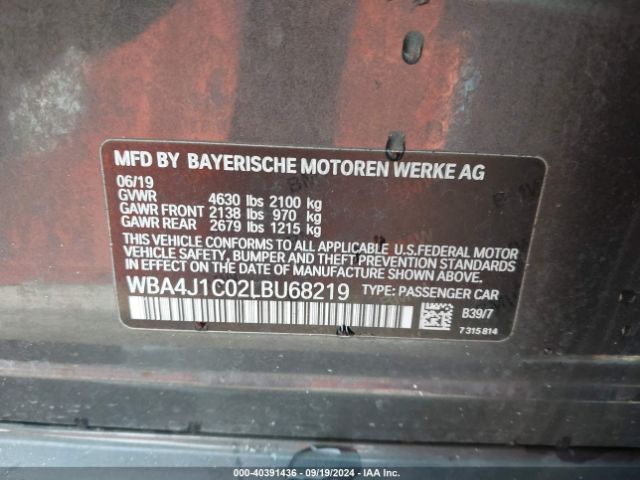 MFD BY BAYERISCHE MOTOREN WERKE AG
06/19
GVWR 4630 lbs 2100 kg
GAWR FRONT 2138 lbs 970 kg
GAWR REAR 2679 lbs 1215 kg
THIS VEHICLE CONFORMS TO ALL APPLICABLE U.S.FEDERAL MOTOR
VEHICLE SAFETY, BUMPER AND THEFT PREVENTION STANDARDS
IN EFFECT ON THE DATE OF MANUFACTURE SHOWN ABOVE.
WBA4J1C02LBU68219 TYPE: PASSENGER CAR
B39/7
7315814
000-40391436 - 09/19/2024 - IAA Inc.